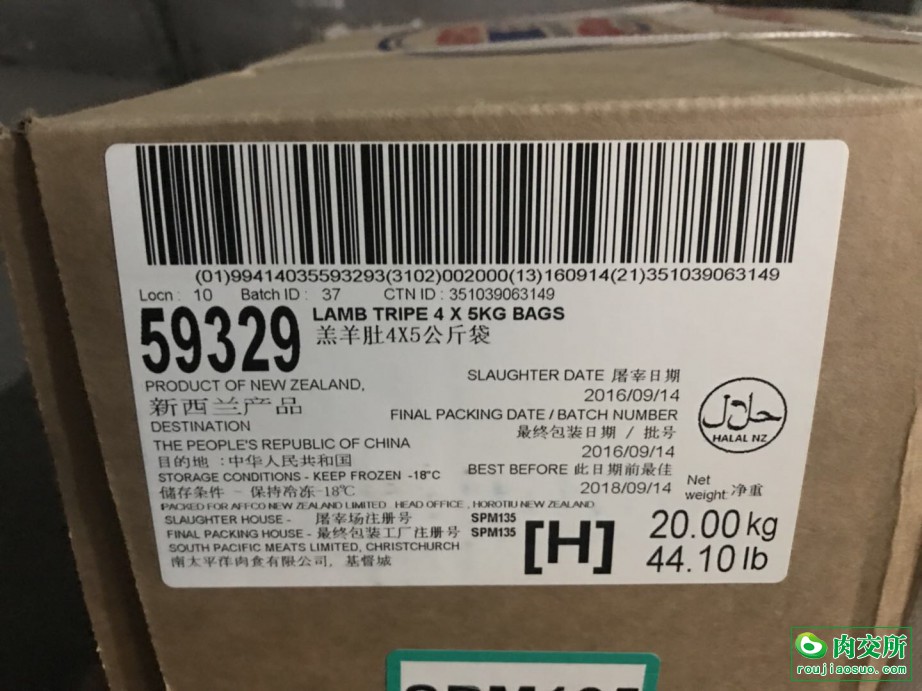 (01)99414035593293(3102)002000(13)160914(21)351039063149
Locn : 10 Batch ID : 37 CTN ID : 351039063149
59329
LAMB TRIPE 4 X 5KG BAGS
羔羊肚4X5公斤袋
PRODUCT OF NEW ZEALAND,
新西兰产品
DESTINATION
THE PEOPLE'S REPUBLIC OF CHINA
目的地 :中华人民共和国
SLAUGHTER DATE 屠宰日期
2016/09/14
FINAL PACKING DATE / BATCH NUMBER
最终包装日期 / 批号
2016/09/14
BEST BEFORE 此日期前最佳
2018/09/14
حلال
HALAL NZ
STORAGE CONDITIONS - KEEP FROZEN -18°C
储存条件 - 保持冷冻-18℃
PACKED FOR AFFCO NEW ZEALAND LIMITED HEAD OFFICE , HOROTIU NEW ZEALAND
SLAUGHTER HOUSE - 屠宰场注册号 SPM135
FINAL PACKING HOUSE - 最终包装工厂注册号 SPM135
SOUTH PACIFIC MEATS LIMITED, CHRISTCHURCH
南太平洋肉食有限公司, 基督城
[H]
Net
weight 净重
20.00 kg
44.10 lb
肉交所
roujiaosuo.com